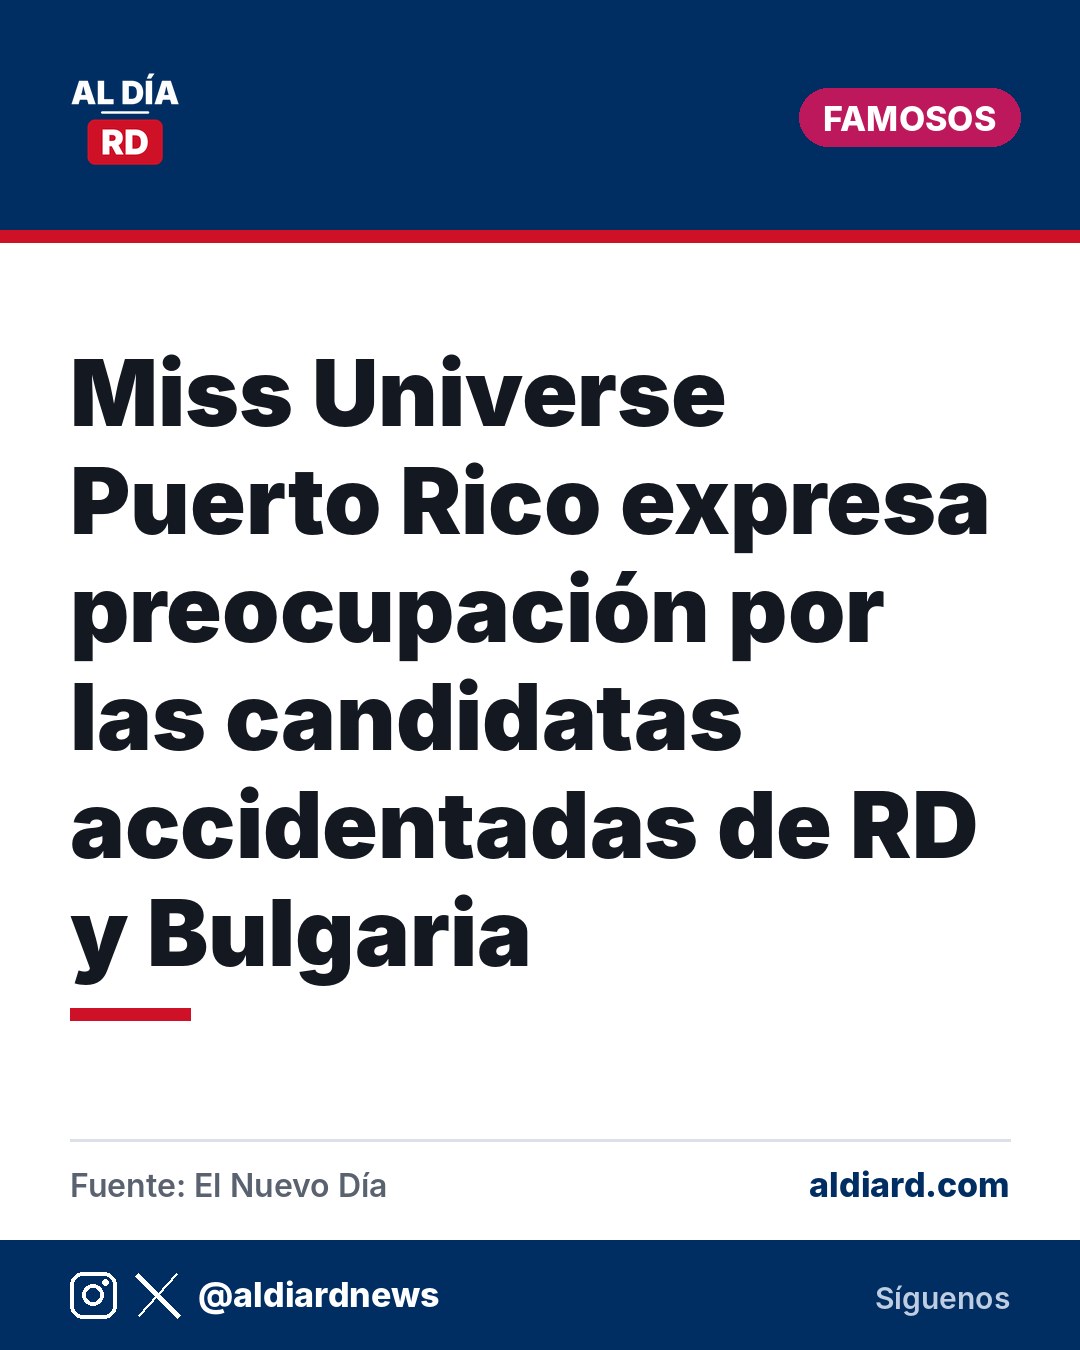 AL DÍA
RD
FAMOSOS
Miss Universe
Puerto Rico expresa
preocupación por
las candidatas
accidentadas de RD
y Bulgaria
Fuente: El Nuevo Día
aldiard.com
@aldiardnews
Síguenos